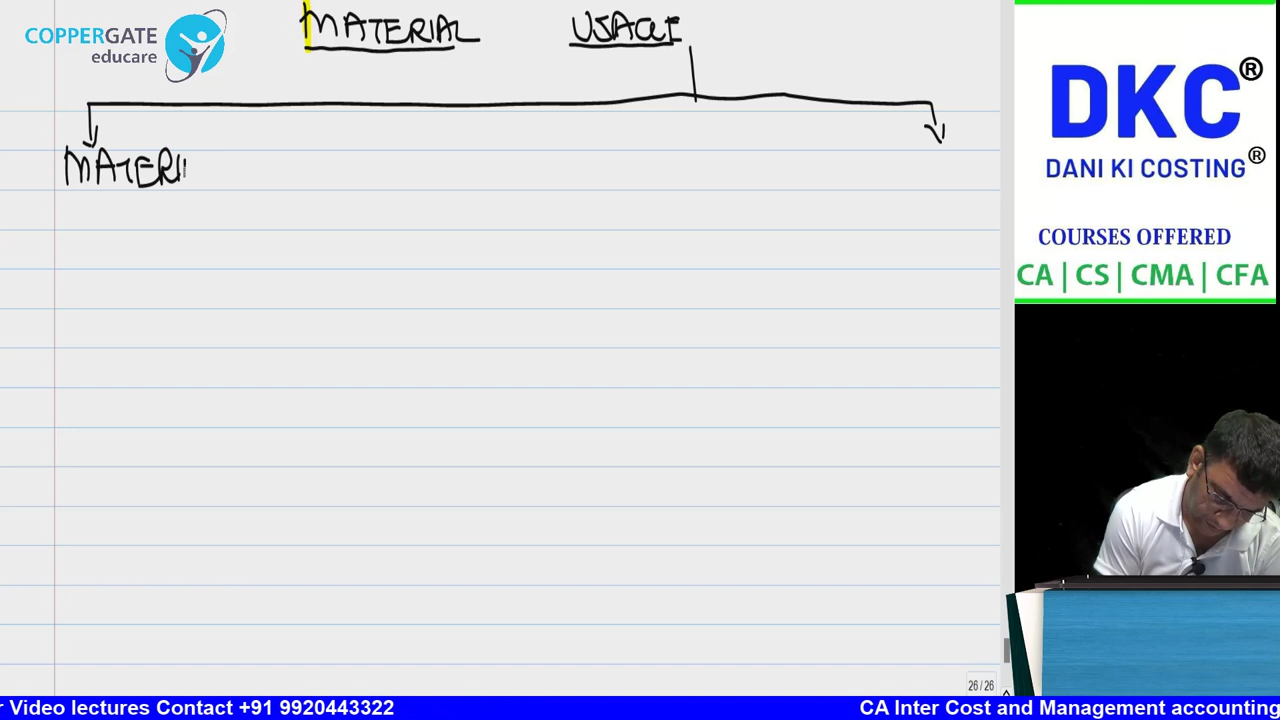 COPPERGATE
educare
MATERIAL USAGE
MATERI
DKC®
DANI KI COSTING®
COURSES OFFERED
CA | CS | CMA | CFA
26 / 26
r Video lectures Contact +91 9920443322 CA Inter Cost and Management accounting